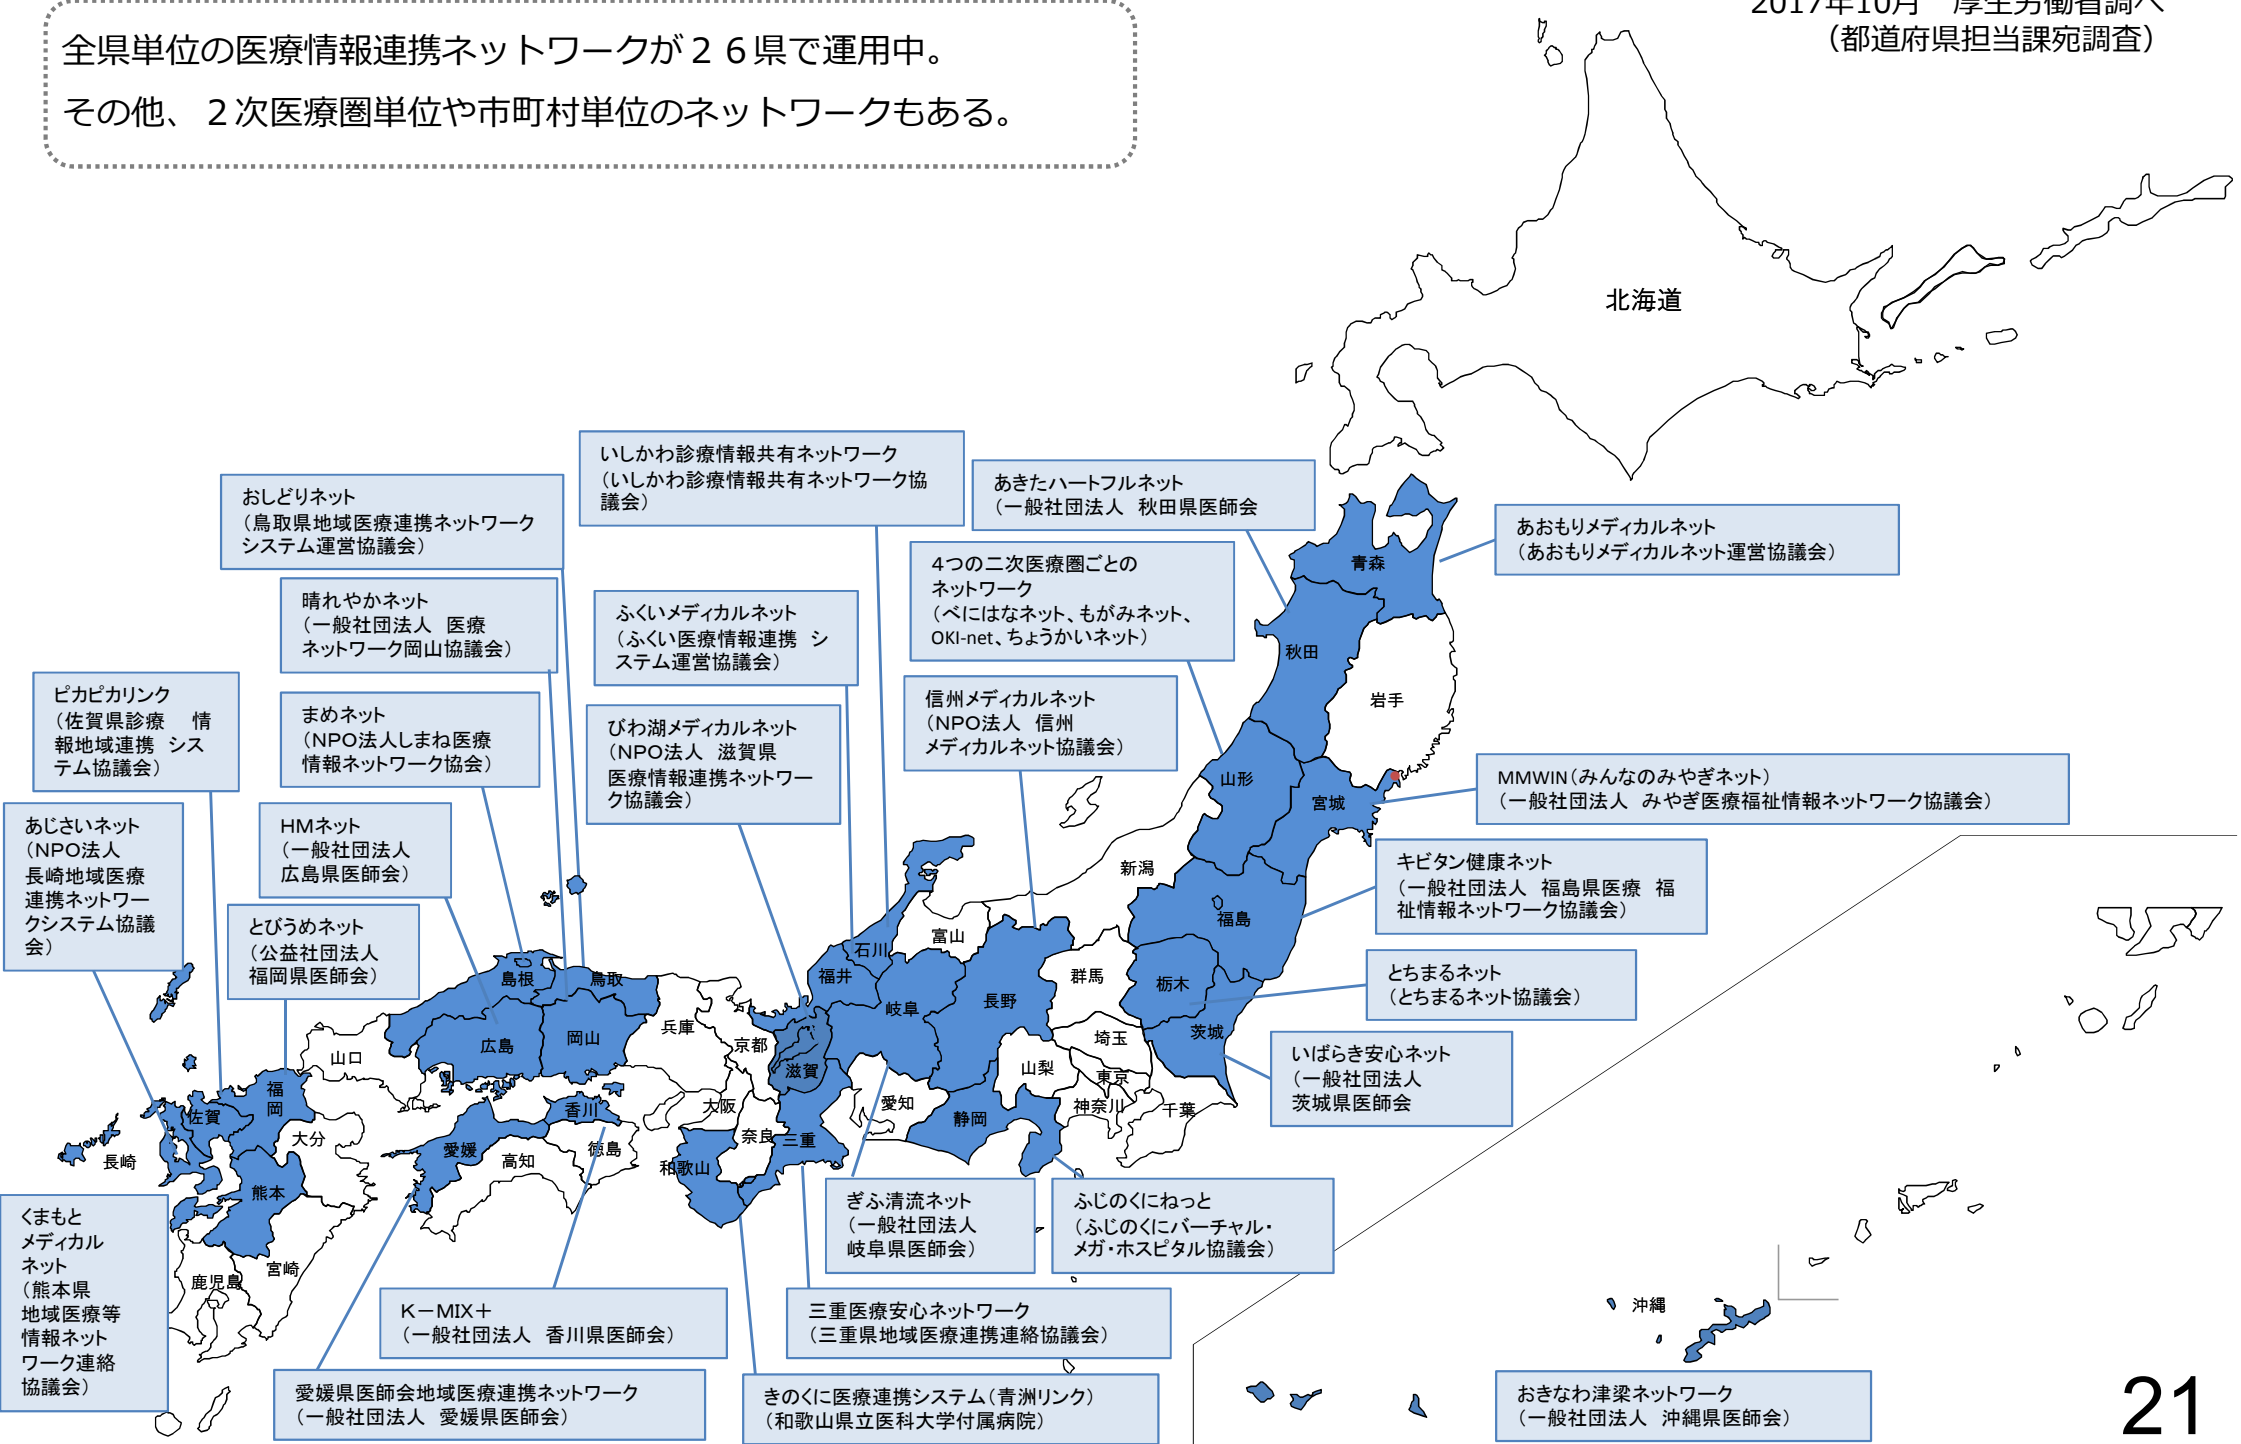 全県単位の医療情報連携ネットワークが２６県で運用中。
その他、２次医療圏単位や市町村単位のネットワークもある。
2017年10月　厚生労働省調べ
（都道府県担当課宛調査）
北海道
いしかわ診療情報共有ネットワーク
（いしかわ診療情報共有ネットワーク協
議会）
おしどりネット
（鳥取県地域医療連携ネットワーク
システム運営協議会）
あきたハートフルネット
（一般社団法人　秋田県医師会
あおもりメディカルネット
（あおもりメディカルネット運営協議会）
4つの二次医療圏ごとの
ネットワーク
（べにはなネット、もがみネット、
OKI-net、ちょうかいネット）
晴れやかネット
（一般社団法人　医療
ネットワーク岡山協議会）
ふくいメディカルネット
（ふくい医療情報連携　シ
ステム運営協議会）
ピカピカリンク
（佐賀県診療　情
報地域連携　シス
テム協議会）
まめネット
（NPO法人しまね医療
情報ネットワーク協会）
びわ湖メディカルネット
（NPO法人　滋賀県
医療情報連携ネットワー
ク協議会）
信州メディカルネット
（NPO法人　信州
メディカルネット協議会）
MMWIN（みんなのみやぎネット）
（一般社団法人　みやぎ医療福祉情報ネットワーク協議会）
あじさいネット
（NPO法人
長崎地域医療
連携ネットワー
クシステム協議
会）
HMネット
（一般社団法人
広島県医師会）
キビタン健康ネット
（一般社団法人　福島県医療　福
祉情報ネットワーク協議会）
とびうめネット
（公益社団法人
福岡県医師会）
とちまるネット
（とちまるネット協議会）
いばらき安心ネット
（一般社団法人
茨城県医師会
青森
秋田
岩手
山形
宮城
新潟
福島
富山
石川
福井
岐阜
長野
群馬
栃木
茨城
埼玉
山梨
東京
神奈川
千葉
静岡
愛知
三重
滋賀
京都
奈良
大阪
和歌山
兵庫
鳥取
島根
岡山
広島
山口
香川
徳島
愛媛
高知
福
岡
佐賀
長崎
大分
熊本
宮崎
鹿児島
沖縄
くまもと
メディカル
ネット
（熊本県
地域医療等
情報ネット
ワーク連絡
協議会）
ぎふ清流ネット
（一般社団法人
岐阜県医師会）
ふじのくにねっと
（ふじのくにバーチャル・
メガ・ホスピタル協議会）
K－MIX＋
（一般社団法人　香川県医師会）
三重医療安心ネットワーク
（三重県地域医療連携連絡協議会）
愛媛県医師会地域医療連携ネットワーク
（一般社団法人　愛媛県医師会）
きのくに医療連携システム（青洲リンク）
（和歌山県立医科大学付属病院）
おきなわ津梁ネットワーク
（一般社団法人　沖縄県医師会）
21